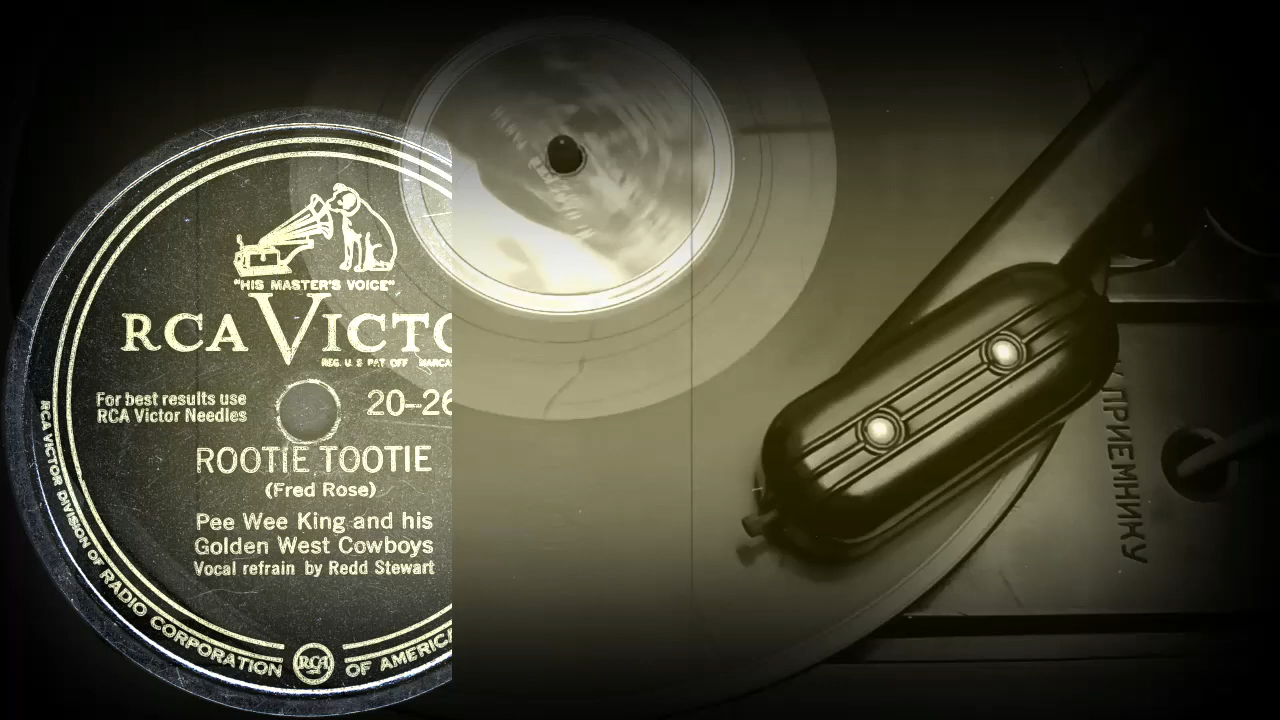 "HIS MASTER'S VOICE"
RCA VICTO
REG. U. S. PAT. OFF. MARCA
For best results use
RCA Victor Needles
20–26
ROOTIE TOOTIE
(Fred Rose)
Pee Wee King and his
Golden West Cowboys
Vocal refrain by Redd Stewart
RCA VICTOR DIVISION OF RADIO CORPORATION OF AMERIC
RCA
ПРИЕМНИКУ